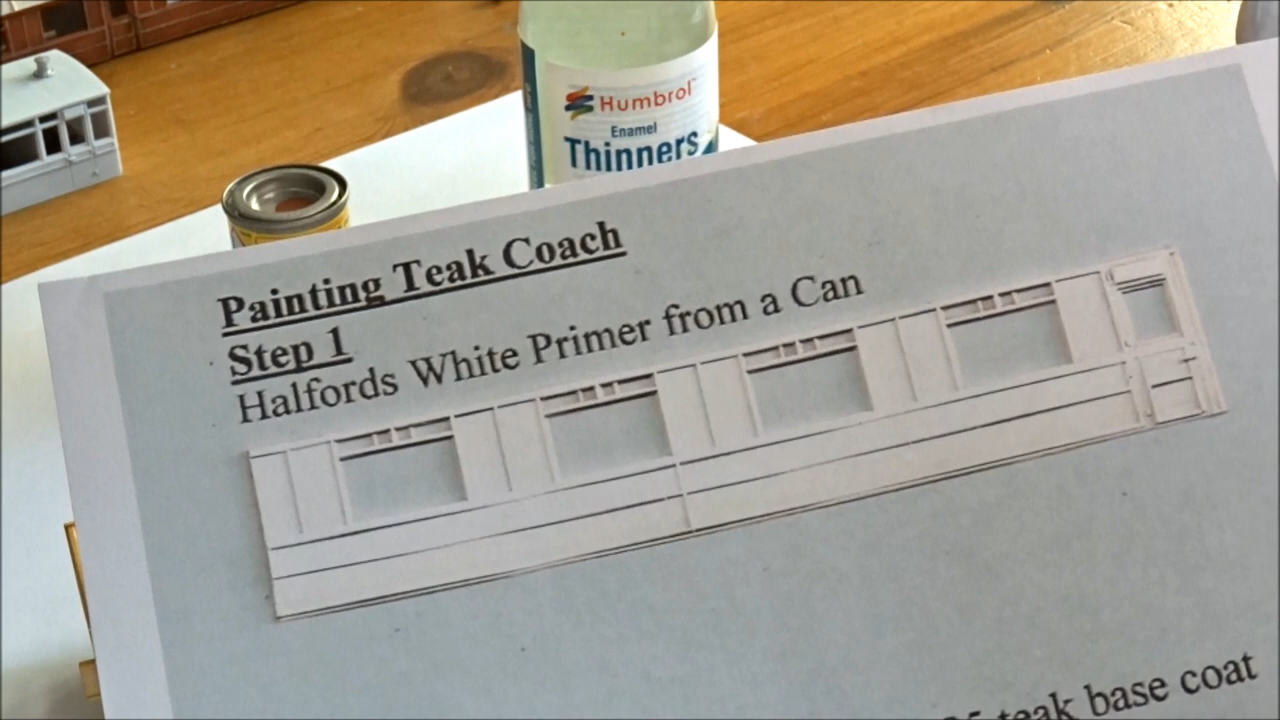 Humbrol
Enamel
Thinners
Painting Teak Coach
Step 1
Halfords White Primer from a Can
teak base coat